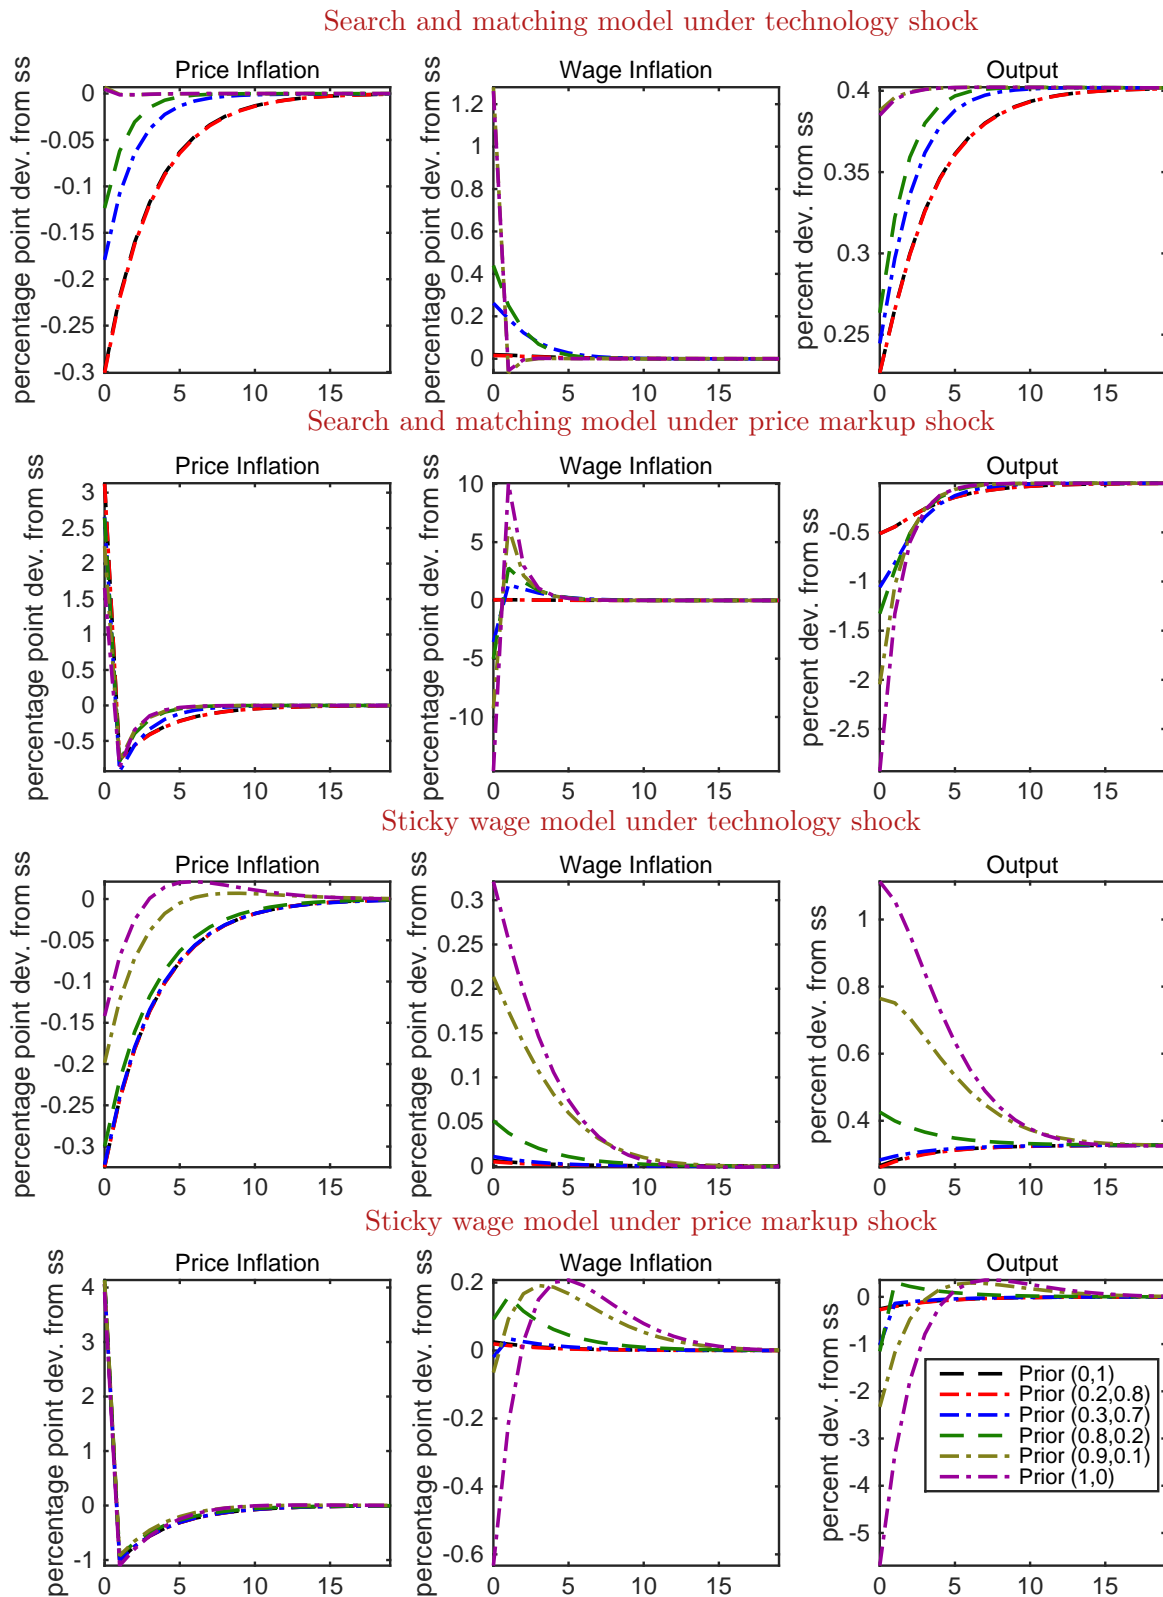 Search and matching model under technology shock
Price Inflation
Wage Inflation
Output
percentage point dev. from ss
0
-0.05
-0.1
-0.15
-0.2
-0.25
-0.3
0 5 10 15
percentage point dev. from ss
1.2
1
0.8
0.6
0.4
0.2
0
0 5 10 15
percent dev. from ss
0.4
0.35
0.3
0.25
0 5 10 15
Search and matching model under price markup shock
Price Inflation
Wage Inflation
Output
percentage point dev. from ss
3
2.5
2
1.5
1
0.5
0
-0.5
0 5 10 15
percentage point dev. from ss
10
5
0
-5
-10
0 5 10 15
percent dev. from ss
-0.5
-1
-1.5
-2
-2.5
0 5 10 15
Sticky wage model under technology shock
Price Inflation
Wage Inflation
Output
percentage point dev. from ss
0
-0.05
-0.1
-0.15
-0.2
-0.25
-0.3
0 5 10 15
percentage point dev. from ss
0.3
0.25
0.2
0.15
0.1
0.05
0
0 5 10 15
percent dev. from ss
1
0.8
0.6
0.4
0 5 10 15
Sticky wage model under price markup shock
Price Inflation
Wage Inflation
Output
percentage point dev. from ss
4
3
2
1
0
-1
0 5 10 15
percentage point dev. from ss
0.2
0
-0.2
-0.4
-0.6
0 5 10 15
percent dev. from ss
0
-1
-2
-3
-4
-5
0 5 10 15
Prior (0,1)
Prior (0.2,0.8)
Prior (0.3,0.7)
Prior (0.8,0.2)
Prior (0.9,0.1)
Prior (1,0)